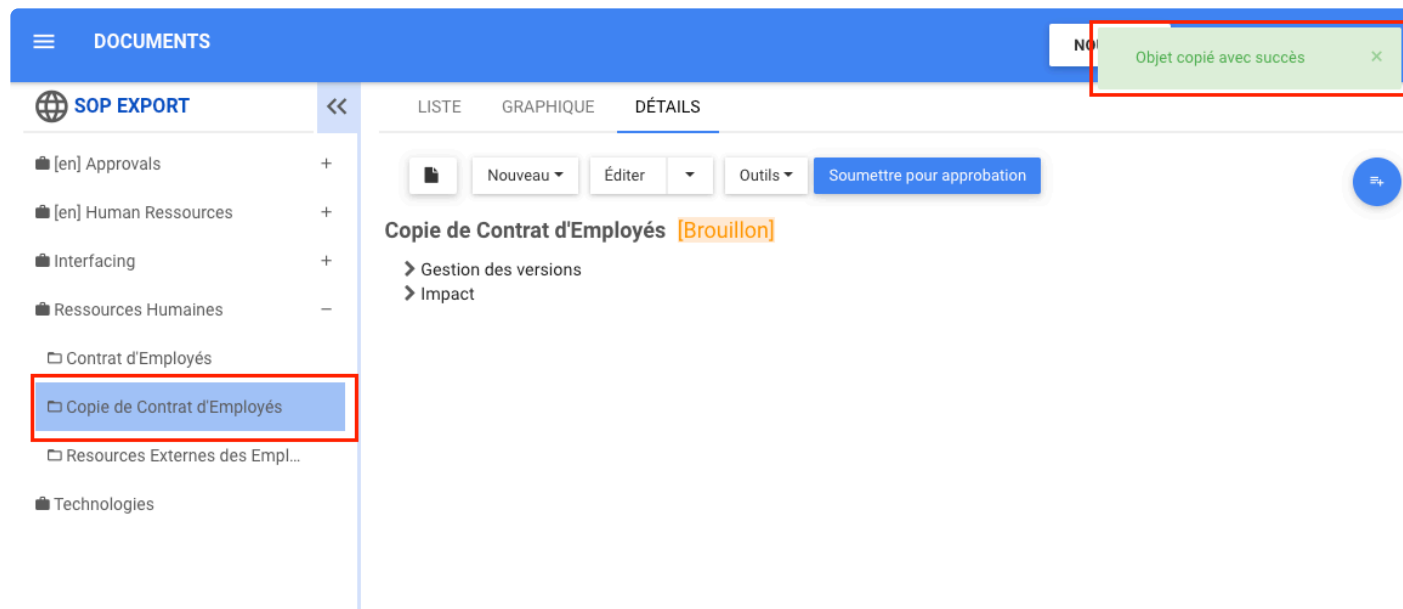 DOCUMENTS
Objet copié avec succès ×
SOP EXPORT
LISTE GRAPHIQUE DÉTAILS
[en] Approvals +
Nouveau Éditer Outils Soumettre pour approbation
[en] Human Ressources +
Copie de Contrat d'Employés [Brouillon]
Interfacing +
Gestion des versions
Impact
Ressources Humaines −
Contrat d'Employés
Copie de Contrat d'Employés
Resources Externes des Empl...
Technologies